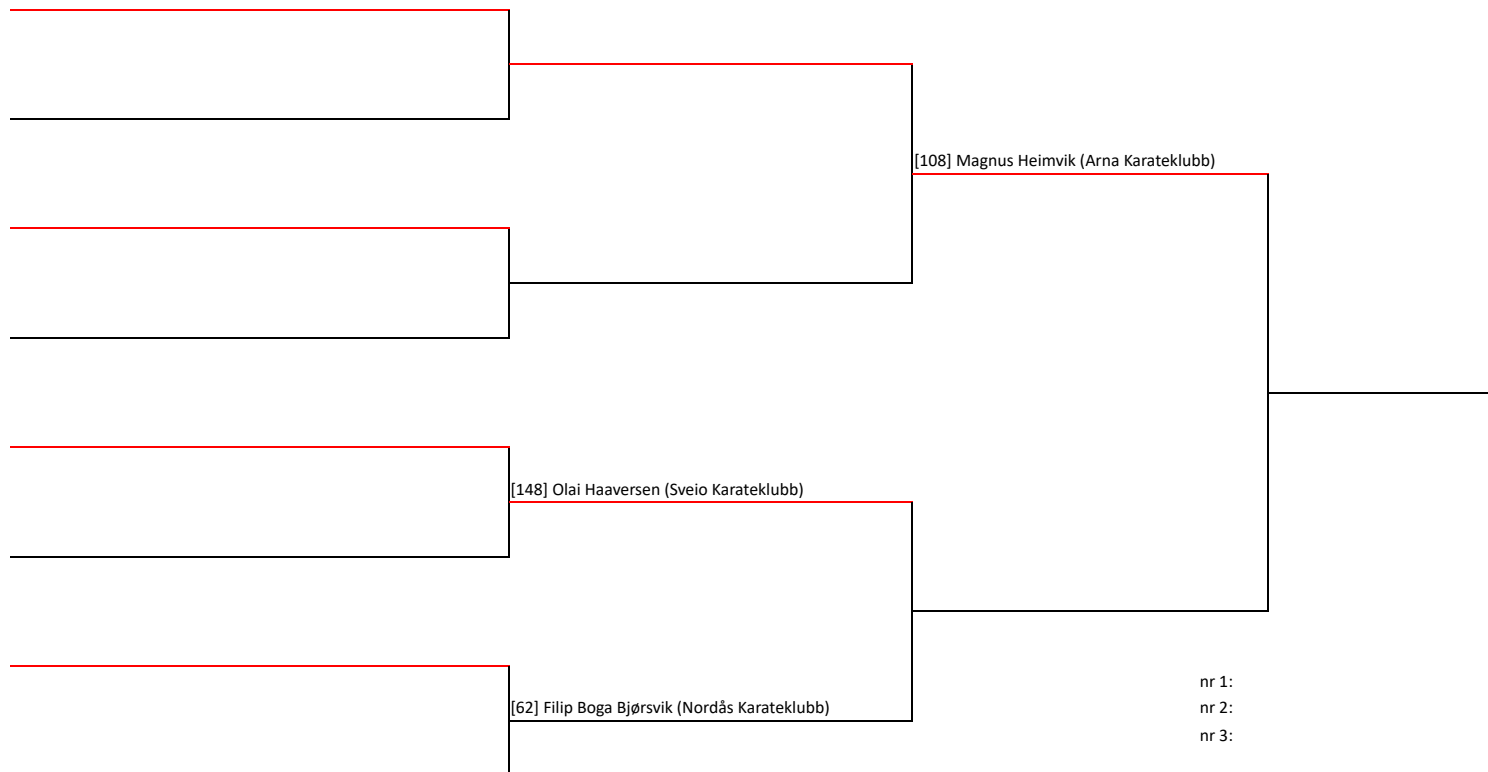 [108] Magnus Heimvik (Arna Karateklubb)
[148] Olai Haaversen (Sveio Karateklubb)
[62] Filip Boga Bjørsvik (Nordås Karateklubb)
nr 1:
nr 2:
nr 3: